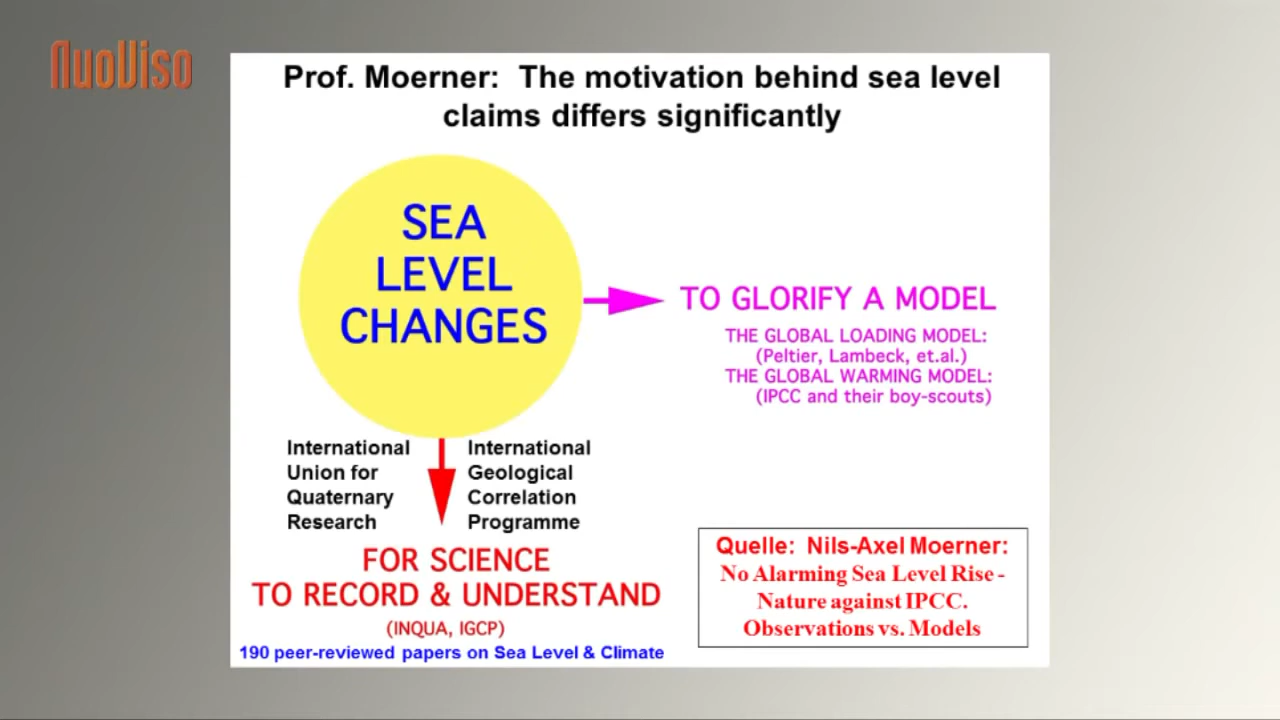 NuoViso
Prof. Moerner: The motivation behind sea level
claims differs significantly
SEA
LEVEL
CHANGES
TO GLORIFY A MODEL
THE GLOBAL LOADING MODEL:
(Peltier, Lambeck, et.al.)
THE GLOBAL WARMING MODEL:
(IPCC and their boy-scouts)
International
Union for
Quaternary
Research
International
Geological
Correlation
Programme
FOR SCIENCE
TO RECORD & UNDERSTAND
(INQUA, IGCP)
190 peer-reviewed papers on Sea Level & Climate
Quelle: Nils-Axel Moerner:
No Alarming Sea Level Rise -
Nature against IPCC.
Observations vs. Models